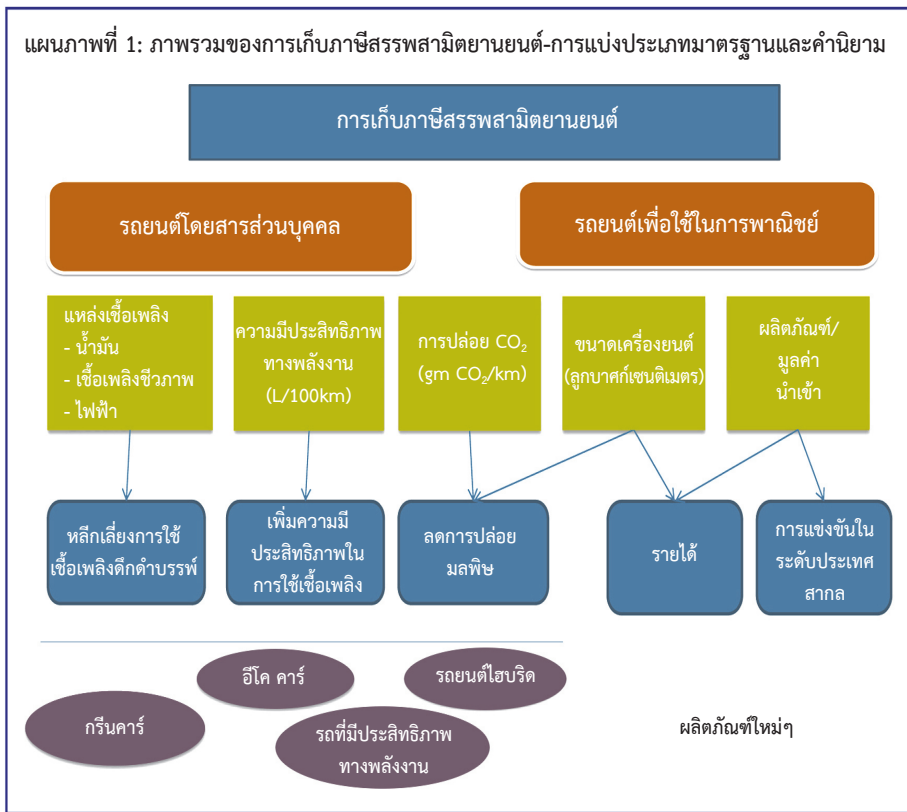 แผนภาพที่ 1: ภาพรวมของการเก็บภาษีสรรพสามิตยานยนต์-การแบ่งประเภทมาตรฐานและคำนิยาม
การเก็บภาษีสรรพสามิตยานยนต์
รถยนต์โดยสารส่วนบุคคล
รถยนต์เพื่อใช้ในการพาณิชย์
แหล่งเชื้อเพลิง
- น้ำมัน
- เชื้อเพลิงชีวภาพ
- ไฟฟ้า
ความมีประสิทธิภาพ
ทางพลังงาน
(L/100km)
การปล่อย CO₂
(gm CO₂/km)
ขนาดเครื่องยนต์
(ลูกบาศก์เซนติเมตร)
ผลิตภัณฑ์/
มูลค่า
นำเข้า
หลีกเลี่ยงการใช้
เชื้อเพลิงดึกดำบรรพ์
เพิ่มความมี
ประสิทธิภาพใน
การใช้เชื้อเพลิง
ลดการปล่อย
มลพิษ
รายได้
การแข่งขันใน
ระดับประเทศ
สากล
กรีนคาร์
อีโค คาร์
รถที่มีประสิทธิภาพ
ทางพลังงาน
รถยนต์ไฮบริด
ผลิตภัณฑ์ใหม่ๆ